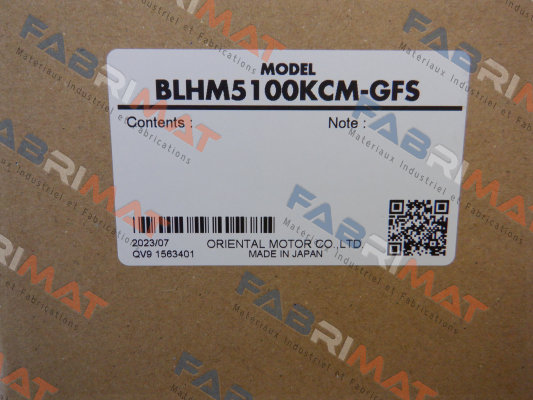 MODEL
BLHM5100KCM-GFS
Contents :
Note :
2023/07
QV9 1563401
ORIENTAL MOTOR CO.,LTD.
MADE IN JAPAN
FABRIMAT
Materiaux Industriel et Fabrications